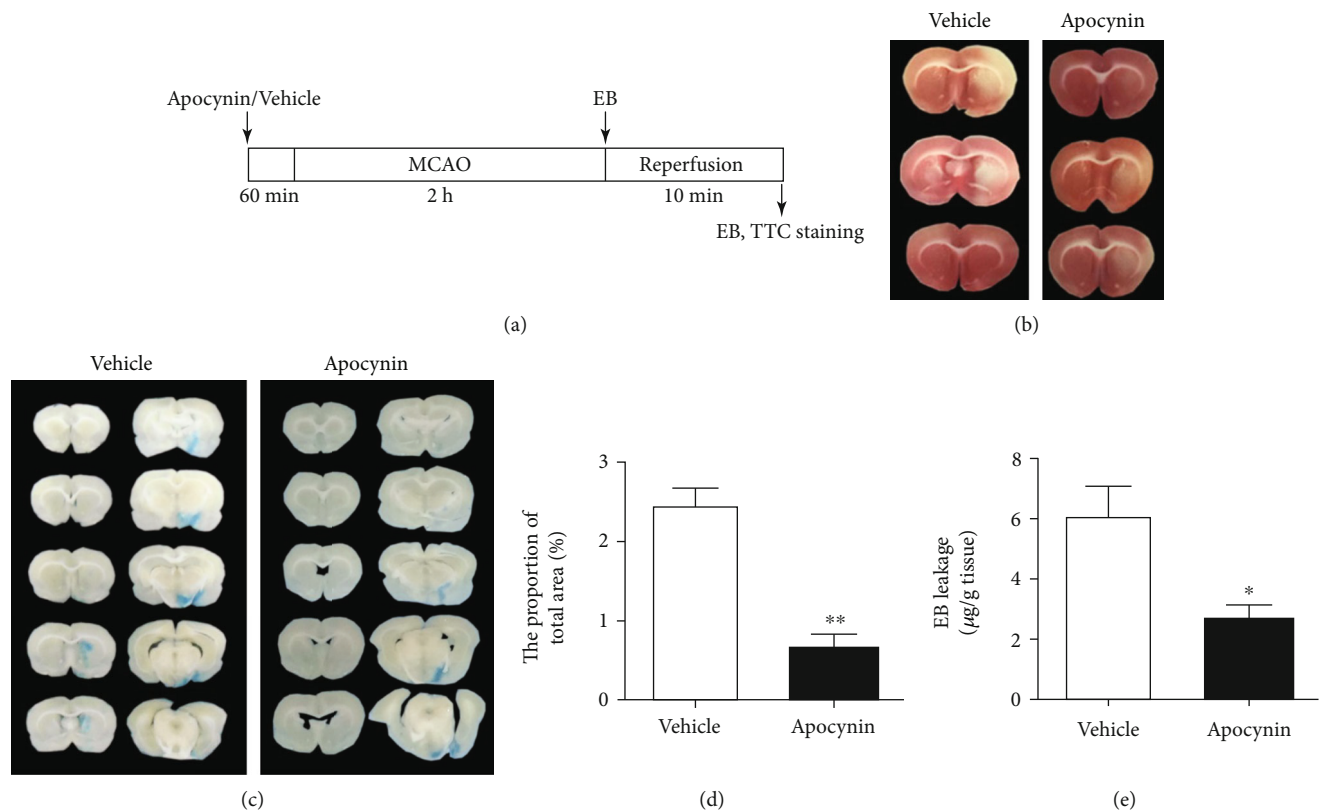 Apocynin/Vehicle
EB
MCAO
Reperfusion
60 min
2 h
10 min
EB, TTC staining
(a)
Vehicle
Apocynin
(b)
Vehicle
Apocynin
(c)
The proportion of
total area (%)
3
2
1
0
**
Vehicle
Apocynin
(d)
EB leakage
(μg/g tissue)
8
6
4
2
0
*
Vehicle
Apocynin
(e)